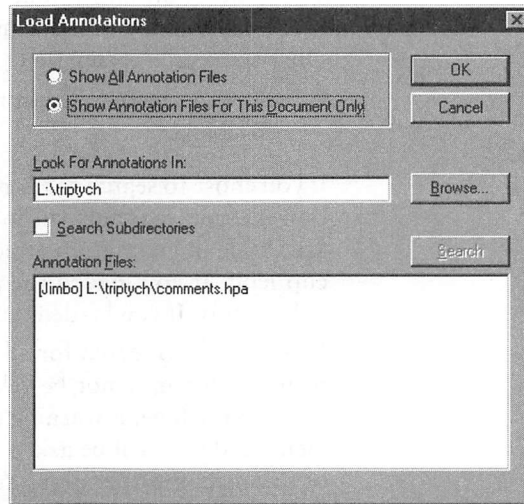 Load Annotations
Show All Annotation Files
Show Annotation Files For This Document Only
OK
Cancel
Look For Annotations In:
L:\triptych
Browse...
Search Subdirectories
Search
Annotation Files:
[Jimbo] L:\triptych\comments.hpa